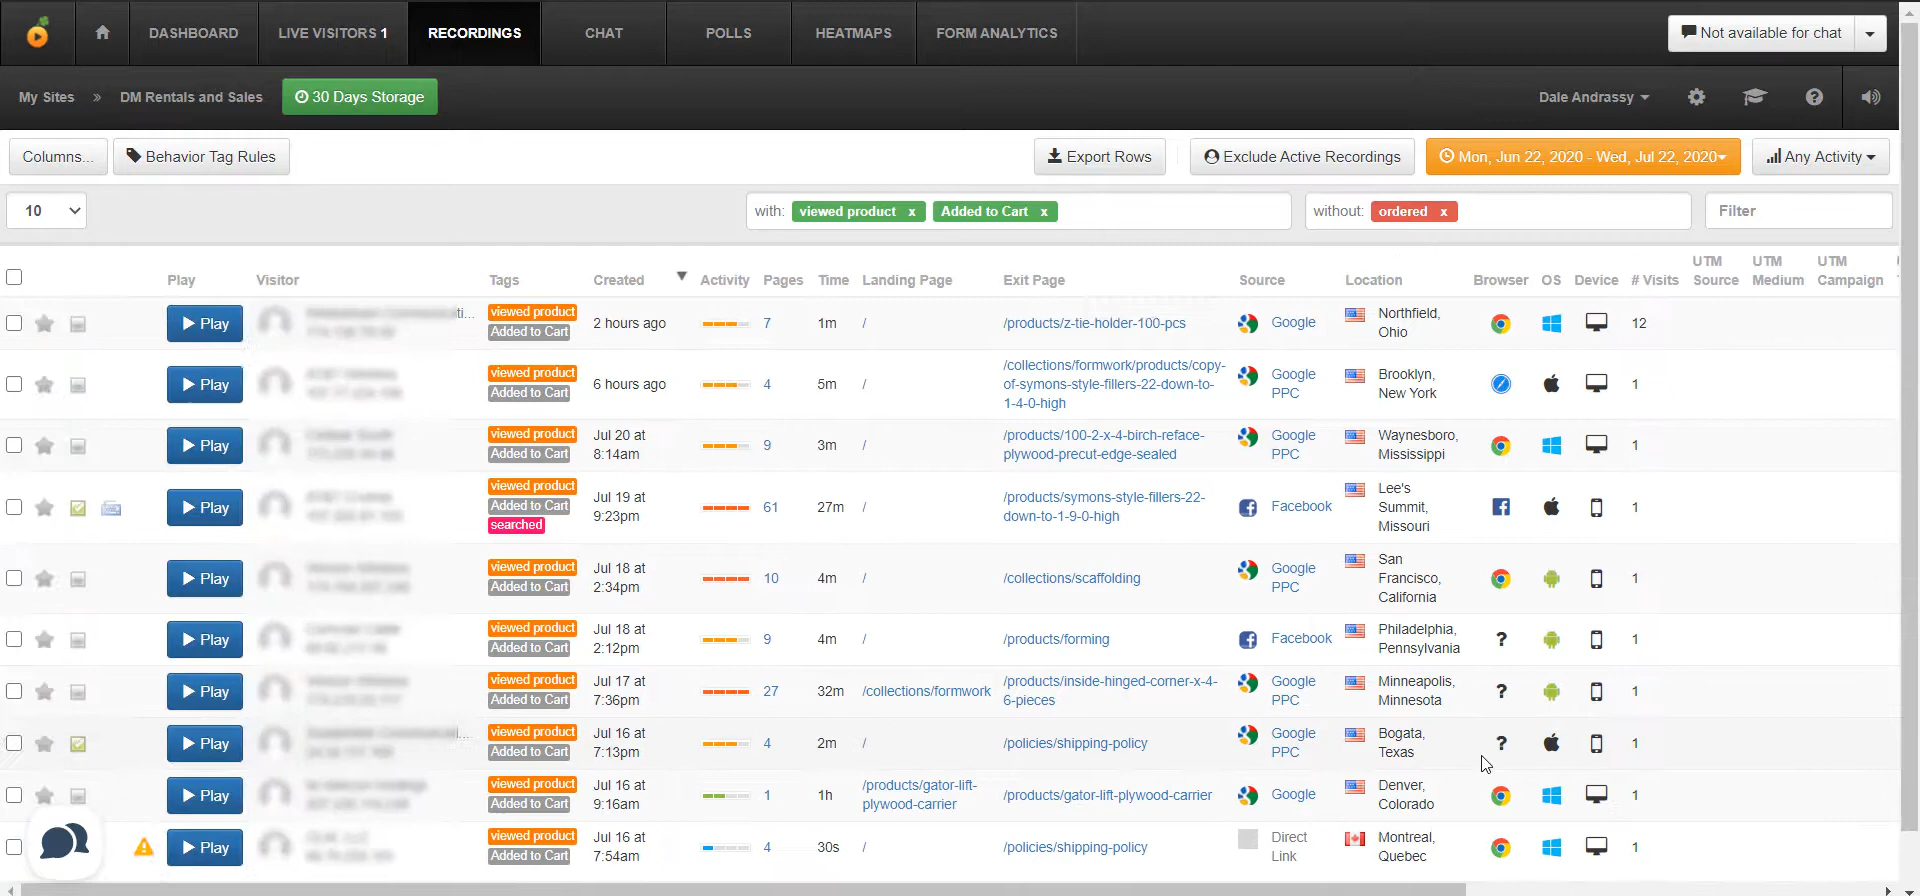 DASHBOARD LIVE VISITORS 1 RECORDINGS CHAT POLLS HEATMAPS FORM ANALYTICS Not available for chat
My Sites » DM Rentals and Sales 30 Days Storage Dale Andrassy
Columns... Behavior Tag Rules Export Rows Exclude Active Recordings Mon, Jun 22, 2020 - Wed, Jul 22, 2020 Any Activity
10 with: viewed product x Added to Cart x without: ordered x Filter
Play Visitor Tags Created Activity Pages Time Landing Page Exit Page Source Location Browser OS Device # Visits UTM Source UTM Medium UTM Campaign
Play viewed product 2 hours ago 7 1m / /products/z-tie-holder-100-pcs Google Northfield, 12
Added to Cart Ohio
Play viewed product 6 hours ago 4 5m / /collections/formwork/products/copy- Google Brooklyn, 1
Added to Cart of-symons-style-fillers-22-down-to- PPC New York
1-4-0-high
Play viewed product Jul 20 at 9 3m / /products/100-2-x-4-birch-reface- Google Waynesboro, 1
Added to Cart 8:14am plywood-precut-edge-sealed PPC Mississippi
Play viewed product Jul 19 at 61 27m / /products/symons-style-fillers-22- Facebook Lee's 1
Added to Cart 9:23pm down-to-1-9-0-high Summit,
searched Missouri
Play viewed product Jul 18 at 10 4m / /collections/scaffolding Google San 1
Added to Cart 2:34pm PPC Francisco,
California
Play viewed product Jul 18 at 9 4m / /products/forming Facebook Philadelphia, ? 1
Added to Cart 2:12pm Pennsylvania
Play viewed product Jul 17 at 27 32m /collections/formwork /products/inside-hinged-corner-x-4- Google Minneapolis, ? 1
Added to Cart 7:36pm 6-pieces PPC Minnesota
Play viewed product Jul 16 at 4 2m / /policies/shipping-policy Google Bogata, ? 1
Added to Cart 7:13pm PPC Texas
Play viewed product Jul 16 at 1 1h /products/gator-lift- /products/gator-lift-plywood-carrier Google Denver, 1
Added to Cart 9:16am plywood-carrier Colorado
Play viewed product Jul 16 at 4 30s / /policies/shipping-policy Direct Montreal, 1
Added to Cart 7:54am Link Quebec